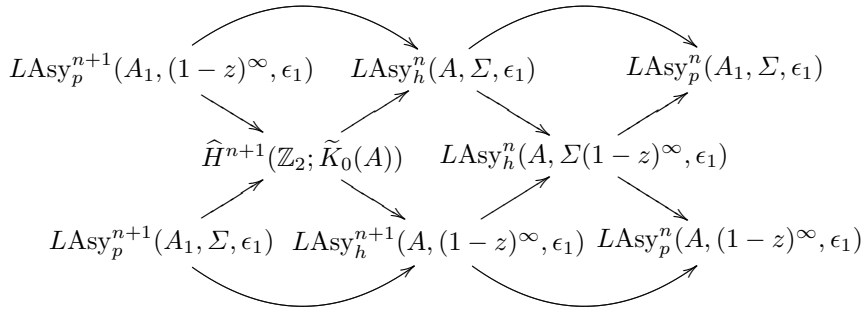 LAsy_p^{n+1}(A_1, (1 − z)^∞, ϵ_1) LAsy_h^n(A, Σ, ϵ_1) LAsy_p^n(A_1, Σ, ϵ_1)
Ĥ^{n+1}(ℤ_2; K̃_0(A)) LAsy_h^n(A, Σ(1 − z)^∞, ϵ_1)
LAsy_p^{n+1}(A_1, Σ, ϵ_1) LAsy_h^{n+1}(A, (1 − z)^∞, ϵ_1) LAsy_p^n(A, (1 − z)^∞, ϵ_1)